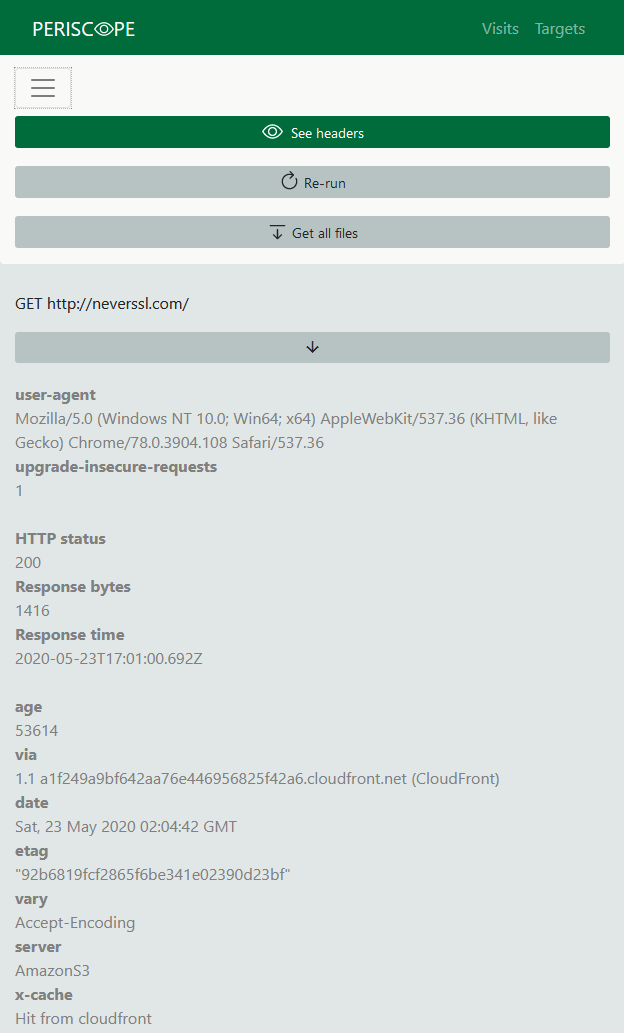 PERISCOPE
Visits Targets
See headers
Re-run
Get all files
GET http://neverssl.com/
user-agent
Mozilla/5.0 (Windows NT 10.0; Win64; x64) AppleWebKit/537.36 (KHTML, like
Gecko) Chrome/78.0.3904.108 Safari/537.36
upgrade-insecure-requests
1
HTTP status
200
Response bytes
1416
Response time
2020-05-23T17:01:00.692Z
age
53614
via
1.1 a1f249a9bf642aa76e446956825f42a6.cloudfront.net (CloudFront)
date
Sat, 23 May 2020 02:04:42 GMT
etag
"92b6819fcf2865f6be341e02390d23bf"
vary
Accept-Encoding
server
AmazonS3
x-cache
Hit from cloudfront